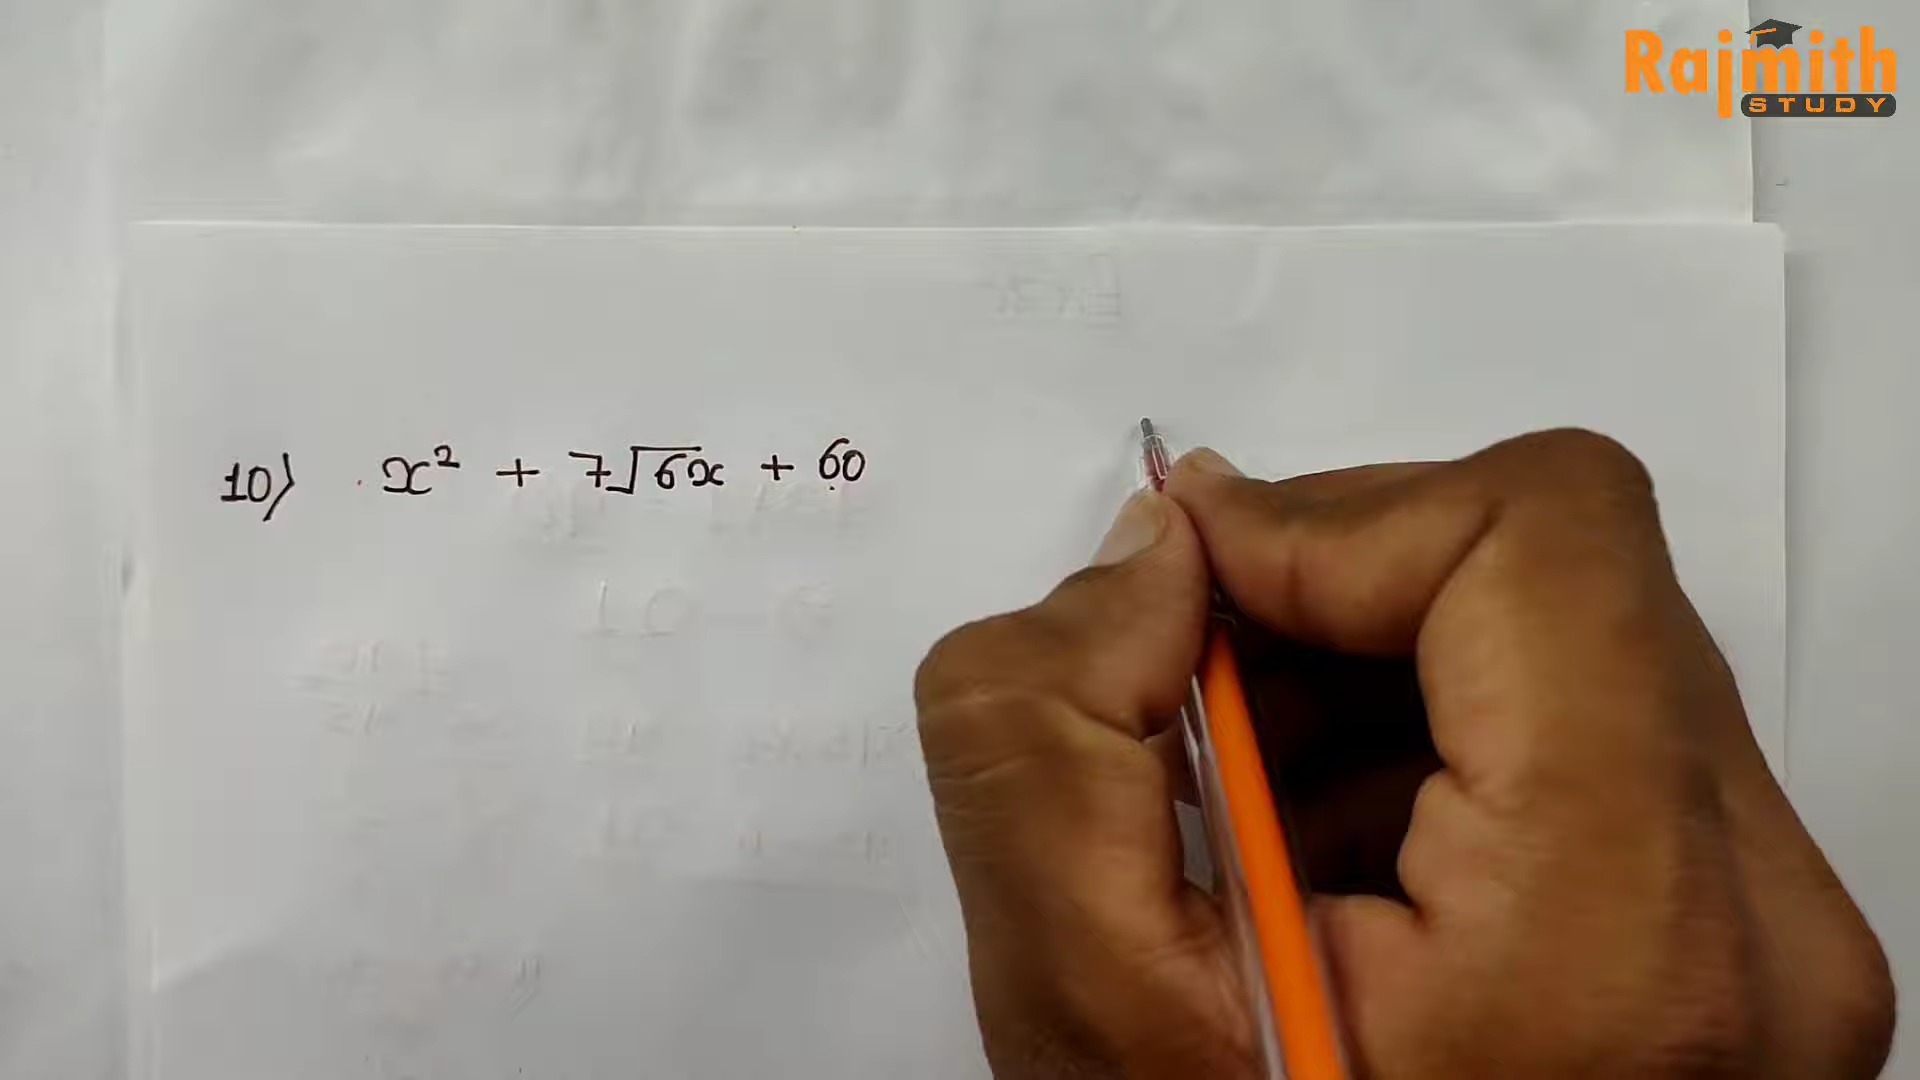 Rajmith
STUDY
10) x² + 7√6x + 60